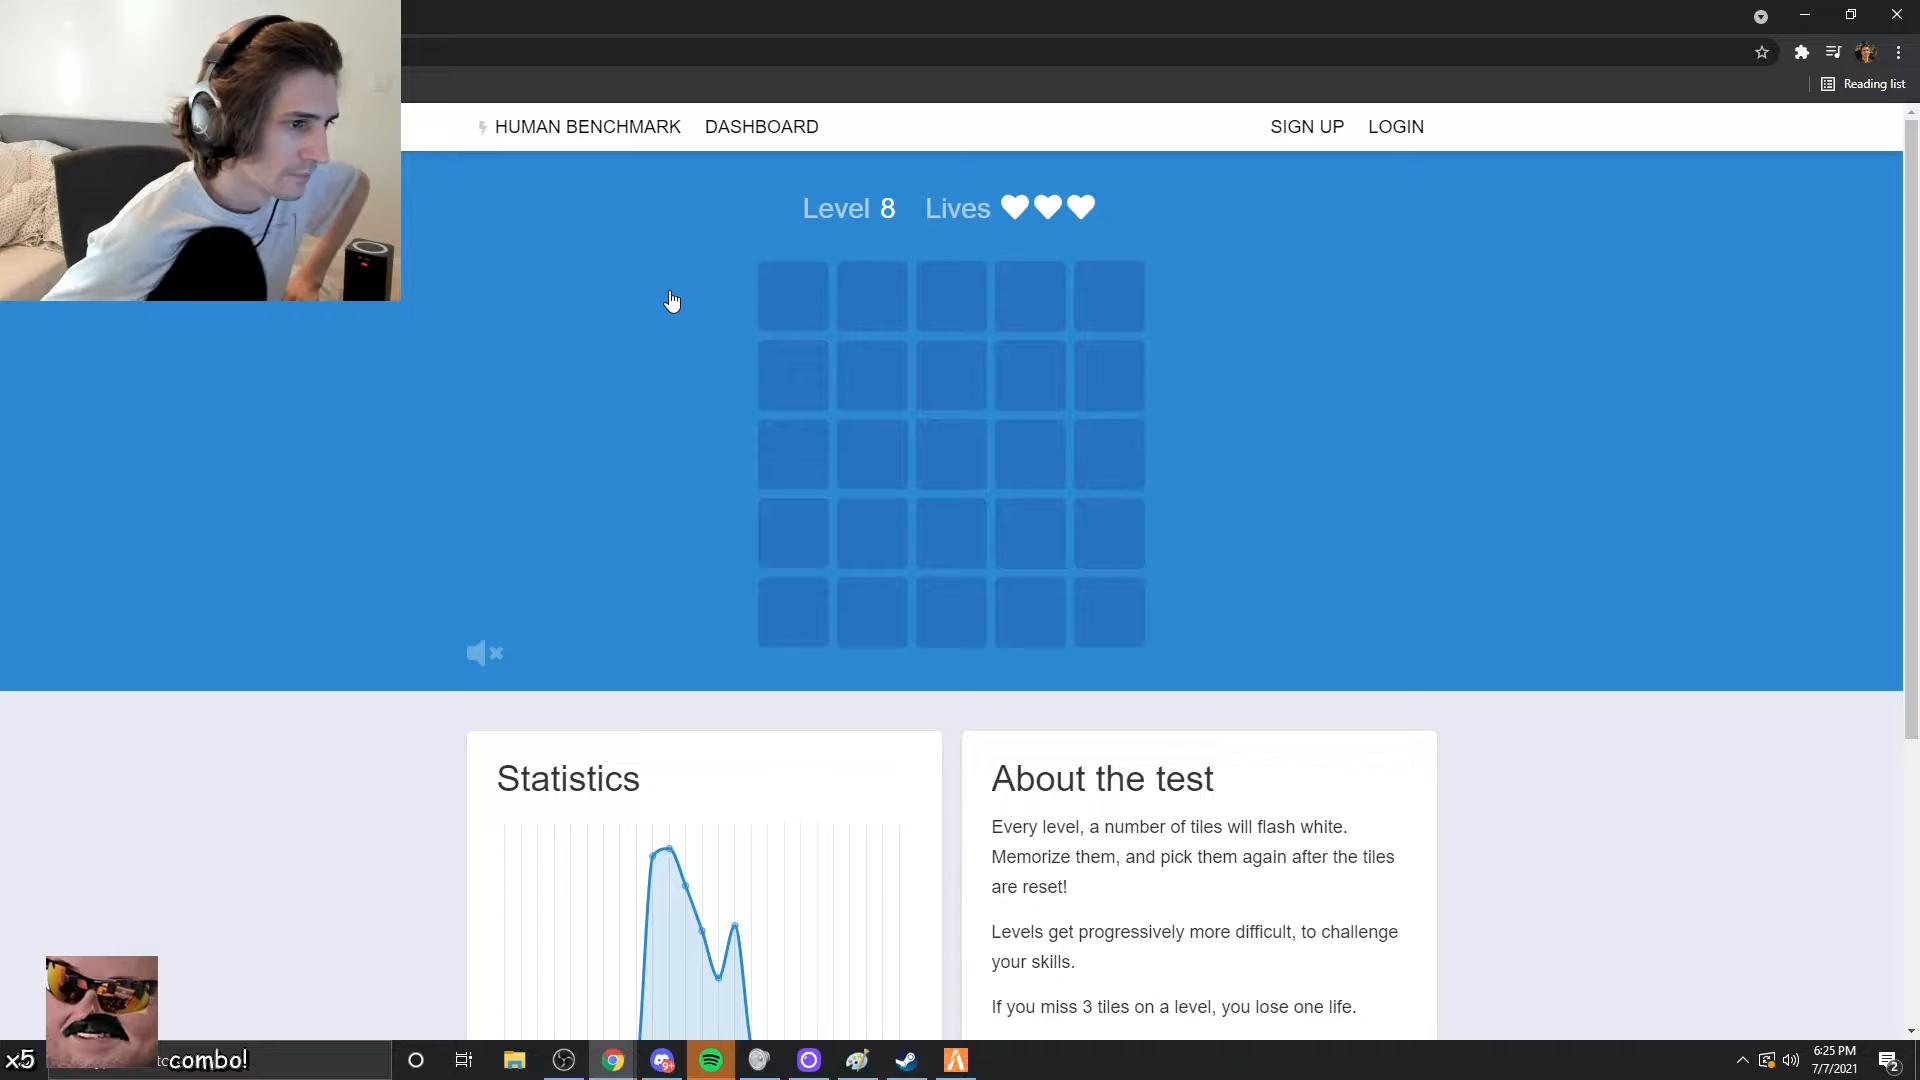 Reading list
HUMAN BENCHMARK DASHBOARD SIGN UP LOGIN
Level 8 Lives
Statistics
About the test
Every level, a number of tiles will flash white.
Memorize them, and pick them again after the tiles
are reset!
Levels get progressively more difficult, to challenge
your skills.
If you miss 3 tiles on a level, you lose one life.
x5 combo!
9+
6:25 PM
7/7/2021
2